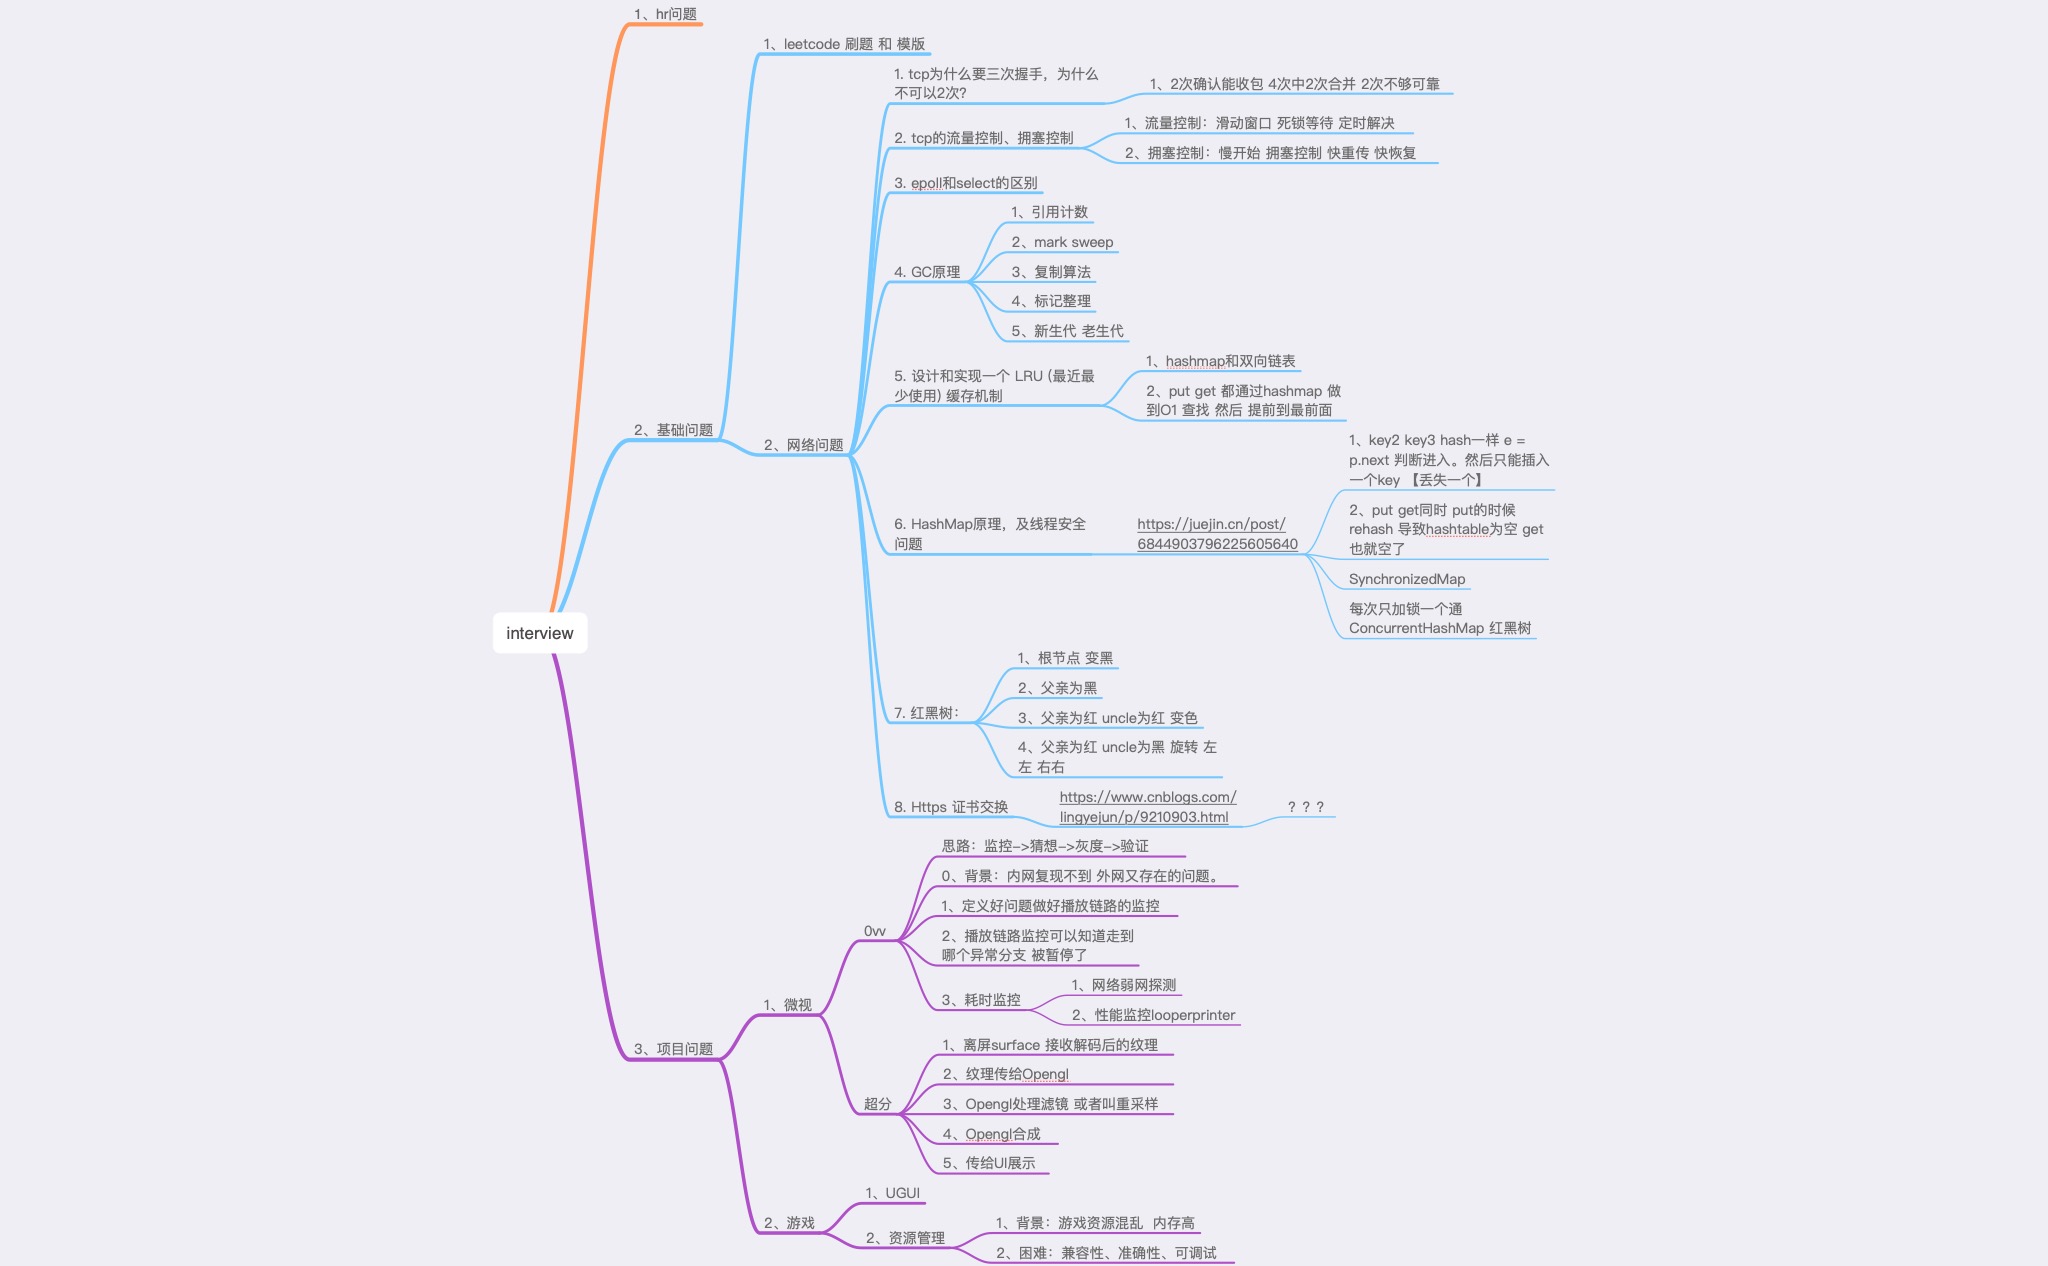 1、hr问题
1、leetcode 刷题 和 模版
1. tcp为什么要三次握手，为什么
不可以2次？
1、2次确认能收包 4次中2次合并 2次不够可靠
2. tcp的流量控制、拥塞控制
1、流量控制：滑动窗口 死锁等待 定时解决
2、拥塞控制：慢开始 拥塞控制 快重传 快恢复
3. epoll和select的区别
4. GC原理
1、引用计数
2、mark sweep
3、复制算法
4、标记整理
5、新生代 老生代
5. 设计和实现一个 LRU (最近最
少使用) 缓存机制
1、hashmap和双向链表
2、put get 都通过hashmap 做
到O1 查找 然后 提前到最前面
2、基础问题
2、网络问题
6. HashMap原理，及线程安全
问题
https://juejin.cn/post/
6844903796225605640
1、key2 key3 hash一样 e =
p.next 判断进入。然后只能插入
一个key 【丢失一个】
2、put get同时 put的时候
rehash 导致hashtable为空 get
也就空了
SynchronizedMap
每次只加锁一个通
ConcurrentHashMap 红黑树
interview
7. 红黑树：
1、根节点 变黑
2、父亲为黑
3、父亲为红 uncle为红 变色
4、父亲为红 uncle为黑 旋转 左
左 右右
8. Https 证书交换
https://www.cnblogs.com/
lingyejun/p/9210903.html
？？？
3、项目问题
1、微视
0vv
思路：监控->猜想->灰度->验证
0、背景：内网复现不到 外网又存在的问题。
1、定义好问题做好播放链路的监控
2、播放链路监控可以知道走到
哪个异常分支 被暂停了
3、耗时监控
1、网络弱网探测
2、性能监控looperprinter
超分
1、离屏surface 接收解码后的纹理
2、纹理传给Opengl
3、Opengl处理滤镜 或者叫重采样
4、Opengl合成
5、传给UI展示
2、游戏
1、UGUI
2、资源管理
1、背景：游戏资源混乱 内存高
2、困难：兼容性、准确性、可调试